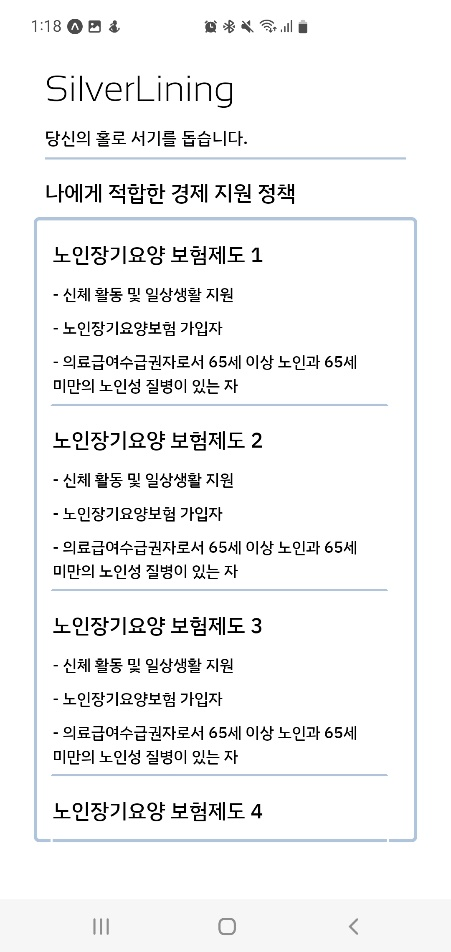 1:18
SilverLining
당신의 홀로 서기를 돕습니다.
나에게 적합한 경제 지원 정책
노인장기요양 보험제도 1
- 신체 활동 및 일상생활 지원
- 노인장기요양보험 가입자
- 의료급여수급권자로서 65세 이상 노인과 65세
미만의 노인성 질병이 있는 자
노인장기요양 보험제도 2
- 신체 활동 및 일상생활 지원
- 노인장기요양보험 가입자
- 의료급여수급권자로서 65세 이상 노인과 65세
미만의 노인성 질병이 있는 자
노인장기요양 보험제도 3
- 신체 활동 및 일상생활 지원
- 노인장기요양보험 가입자
- 의료급여수급권자로서 65세 이상 노인과 65세
미만의 노인성 질병이 있는 자
노인장기요양 보험제도 4